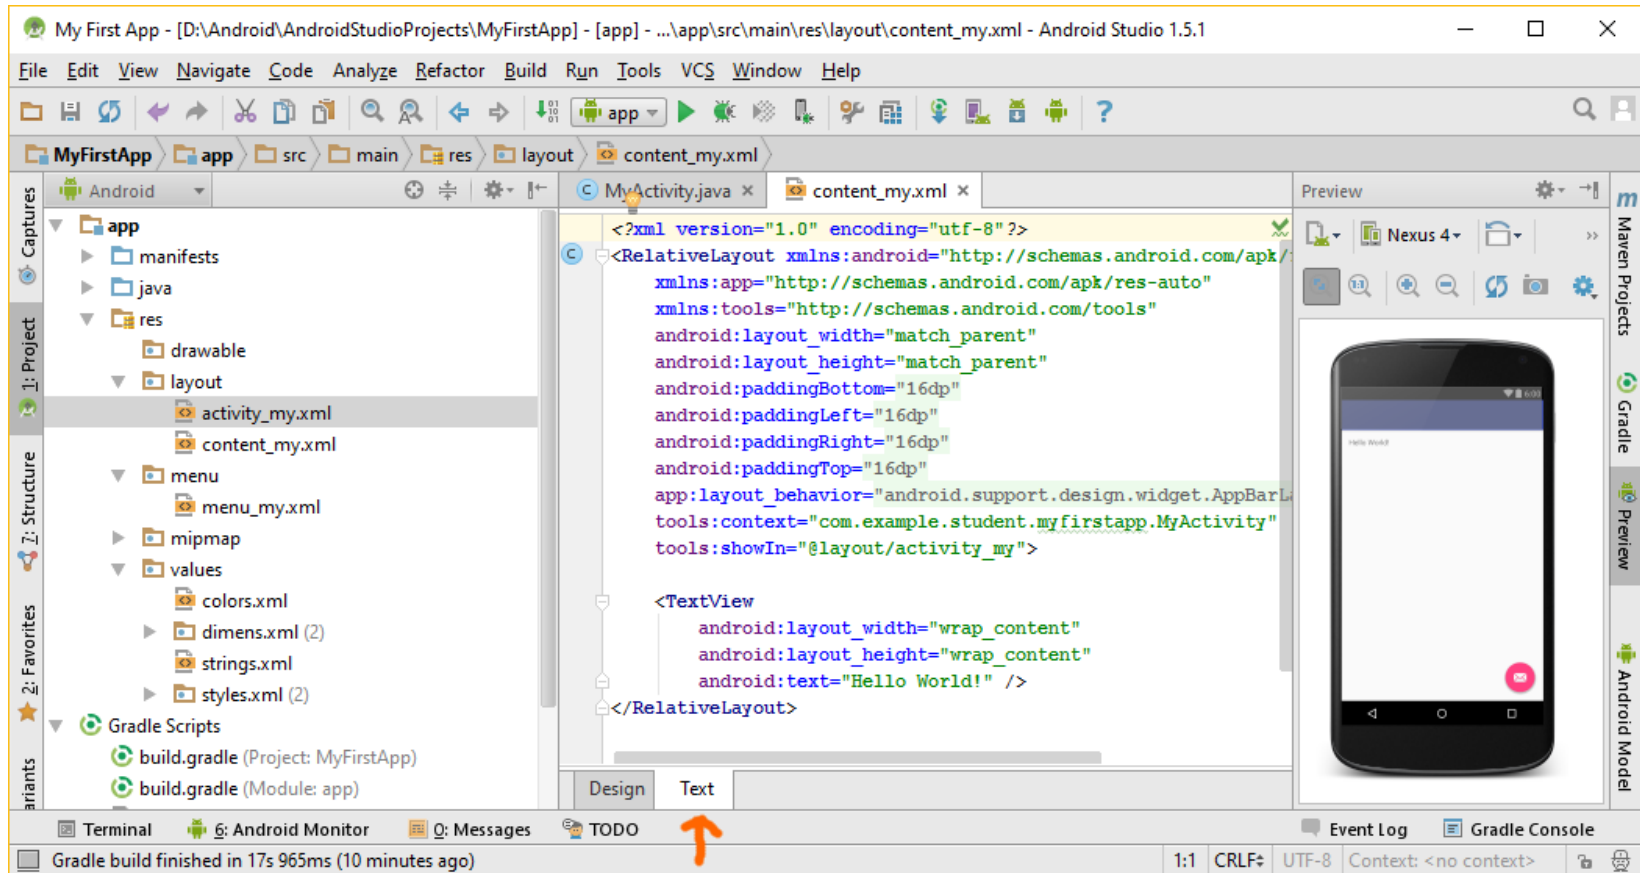 My First App - [D:\Android\AndroidStudioProjects\MyFirstApp] - [app] - ...\app\src\main\res\layout\content_my.xml - Android Studio 1.5.1
File Edit View Navigate Code Analyze Refactor Build Run Tools VCS Window Help
app
MyFirstApp app src main res layout content_my.xml
Captures
1: Project
7: Structure
2: Favorites
ariants
Android
app
manifests
java
res
drawable
layout
activity_my.xml
content_my.xml
menu
menu_my.xml
mipmap
values
colors.xml
dimens.xml (2)
strings.xml
styles.xml (2)
Gradle Scripts
build.gradle (Project: MyFirstApp)
build.gradle (Module: app)
MyActivity.java content_my.xml
<?xml version="1.0" encoding="utf-8"?>
<RelativeLayout xmlns:android="http://schemas.android.com/apk/
xmlns:app="http://schemas.android.com/apk/res-auto"
xmlns:tools="http://schemas.android.com/tools"
android:layout_width="match_parent"
android:layout_height="match_parent"
android:paddingBottom="16dp"
android:paddingLeft="16dp"
android:paddingRight="16dp"
android:paddingTop="16dp"
app:layout_behavior="android.support.design.widget.AppBarLa
tools:context="com.example.student.myfirstapp.MyActivity"
tools:showIn="@layout/activity_my">
<TextView
android:layout_width="wrap_content"
android:layout_height="wrap_content"
android:text="Hello World!" />
</RelativeLayout>
Design Text
Preview
Nexus 4
6:00
Hello World!
Maven Projects
Gradle
Preview
Android Model
Terminal 6: Android Monitor 0: Messages TODO Event Log Gradle Console
Gradle build finished in 17s 965ms (10 minutes ago) 1:1 CRLF UTF-8 Context: <no context>